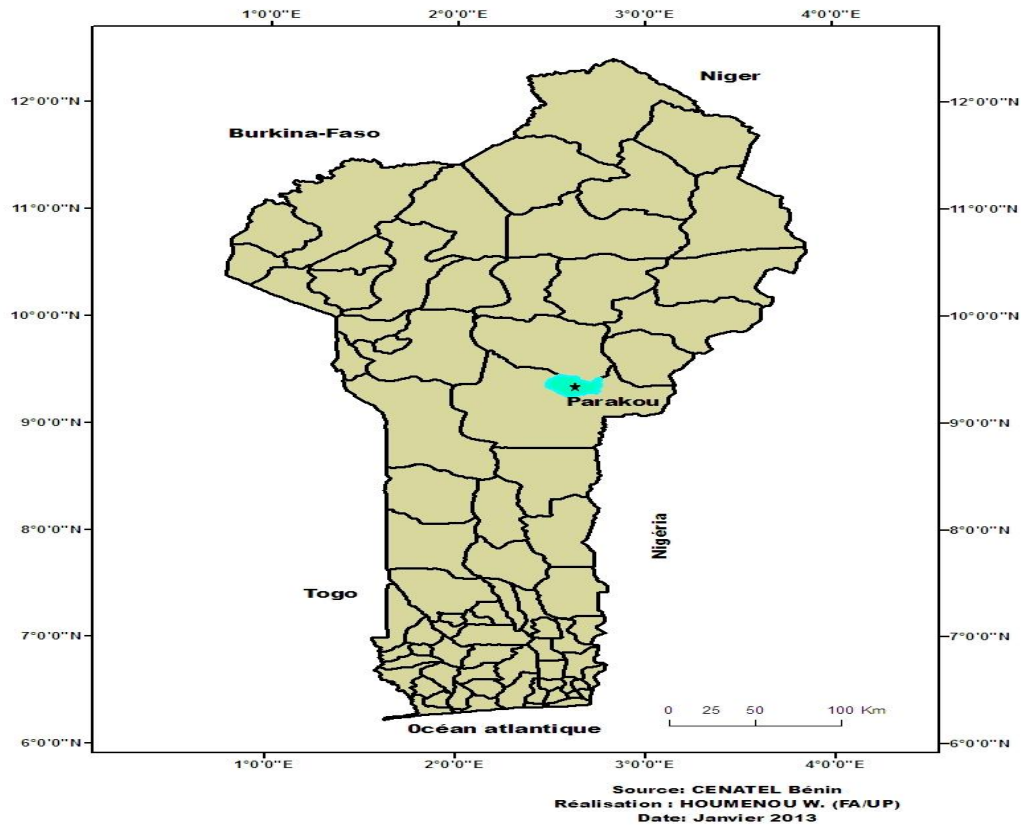 1°0'0"E 2°0'0"E 3°0'0"E 4°0'0"E
Niger
12°0'0"N 12°0'0"N
Burkina-Faso
11°0'0"N 11°0'0"N
10°0'0"N 10°0'0"N
Parakou
9°0'0"N 9°0'0"N
8°0'0"N 8°0'0"N
Nigéria
Togo
7°0'0"N 7°0'0"N
0 25 50 100 Km
Océan atlantique
6°0'0"N 6°0'0"N
1°0'0"E 2°0'0"E 3°0'0"E 4°0'0"E
Source: CENATEL Bénin
Réalisation : HOUMENOU W. (FA/UP)
Date: Janvier 2013